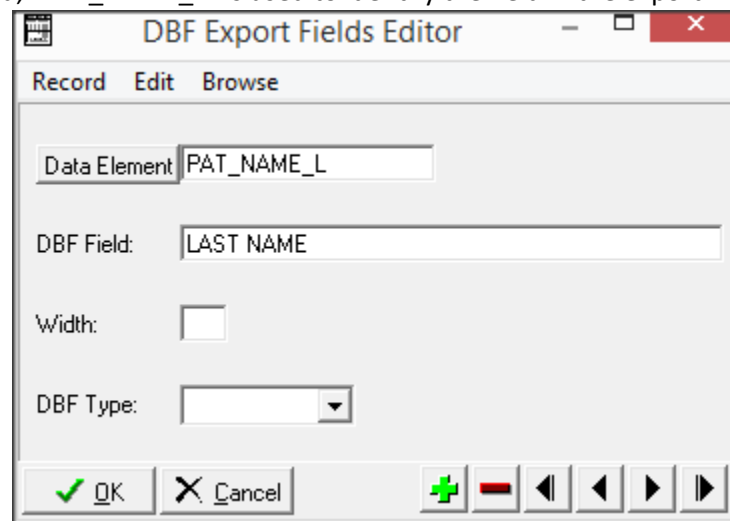 DBF Export Fields Editor
Record Edit Browse
Data Element PAT_NAME_L
DBF Field: LAST NAME
Width:
DBF Type:
OK Cancel